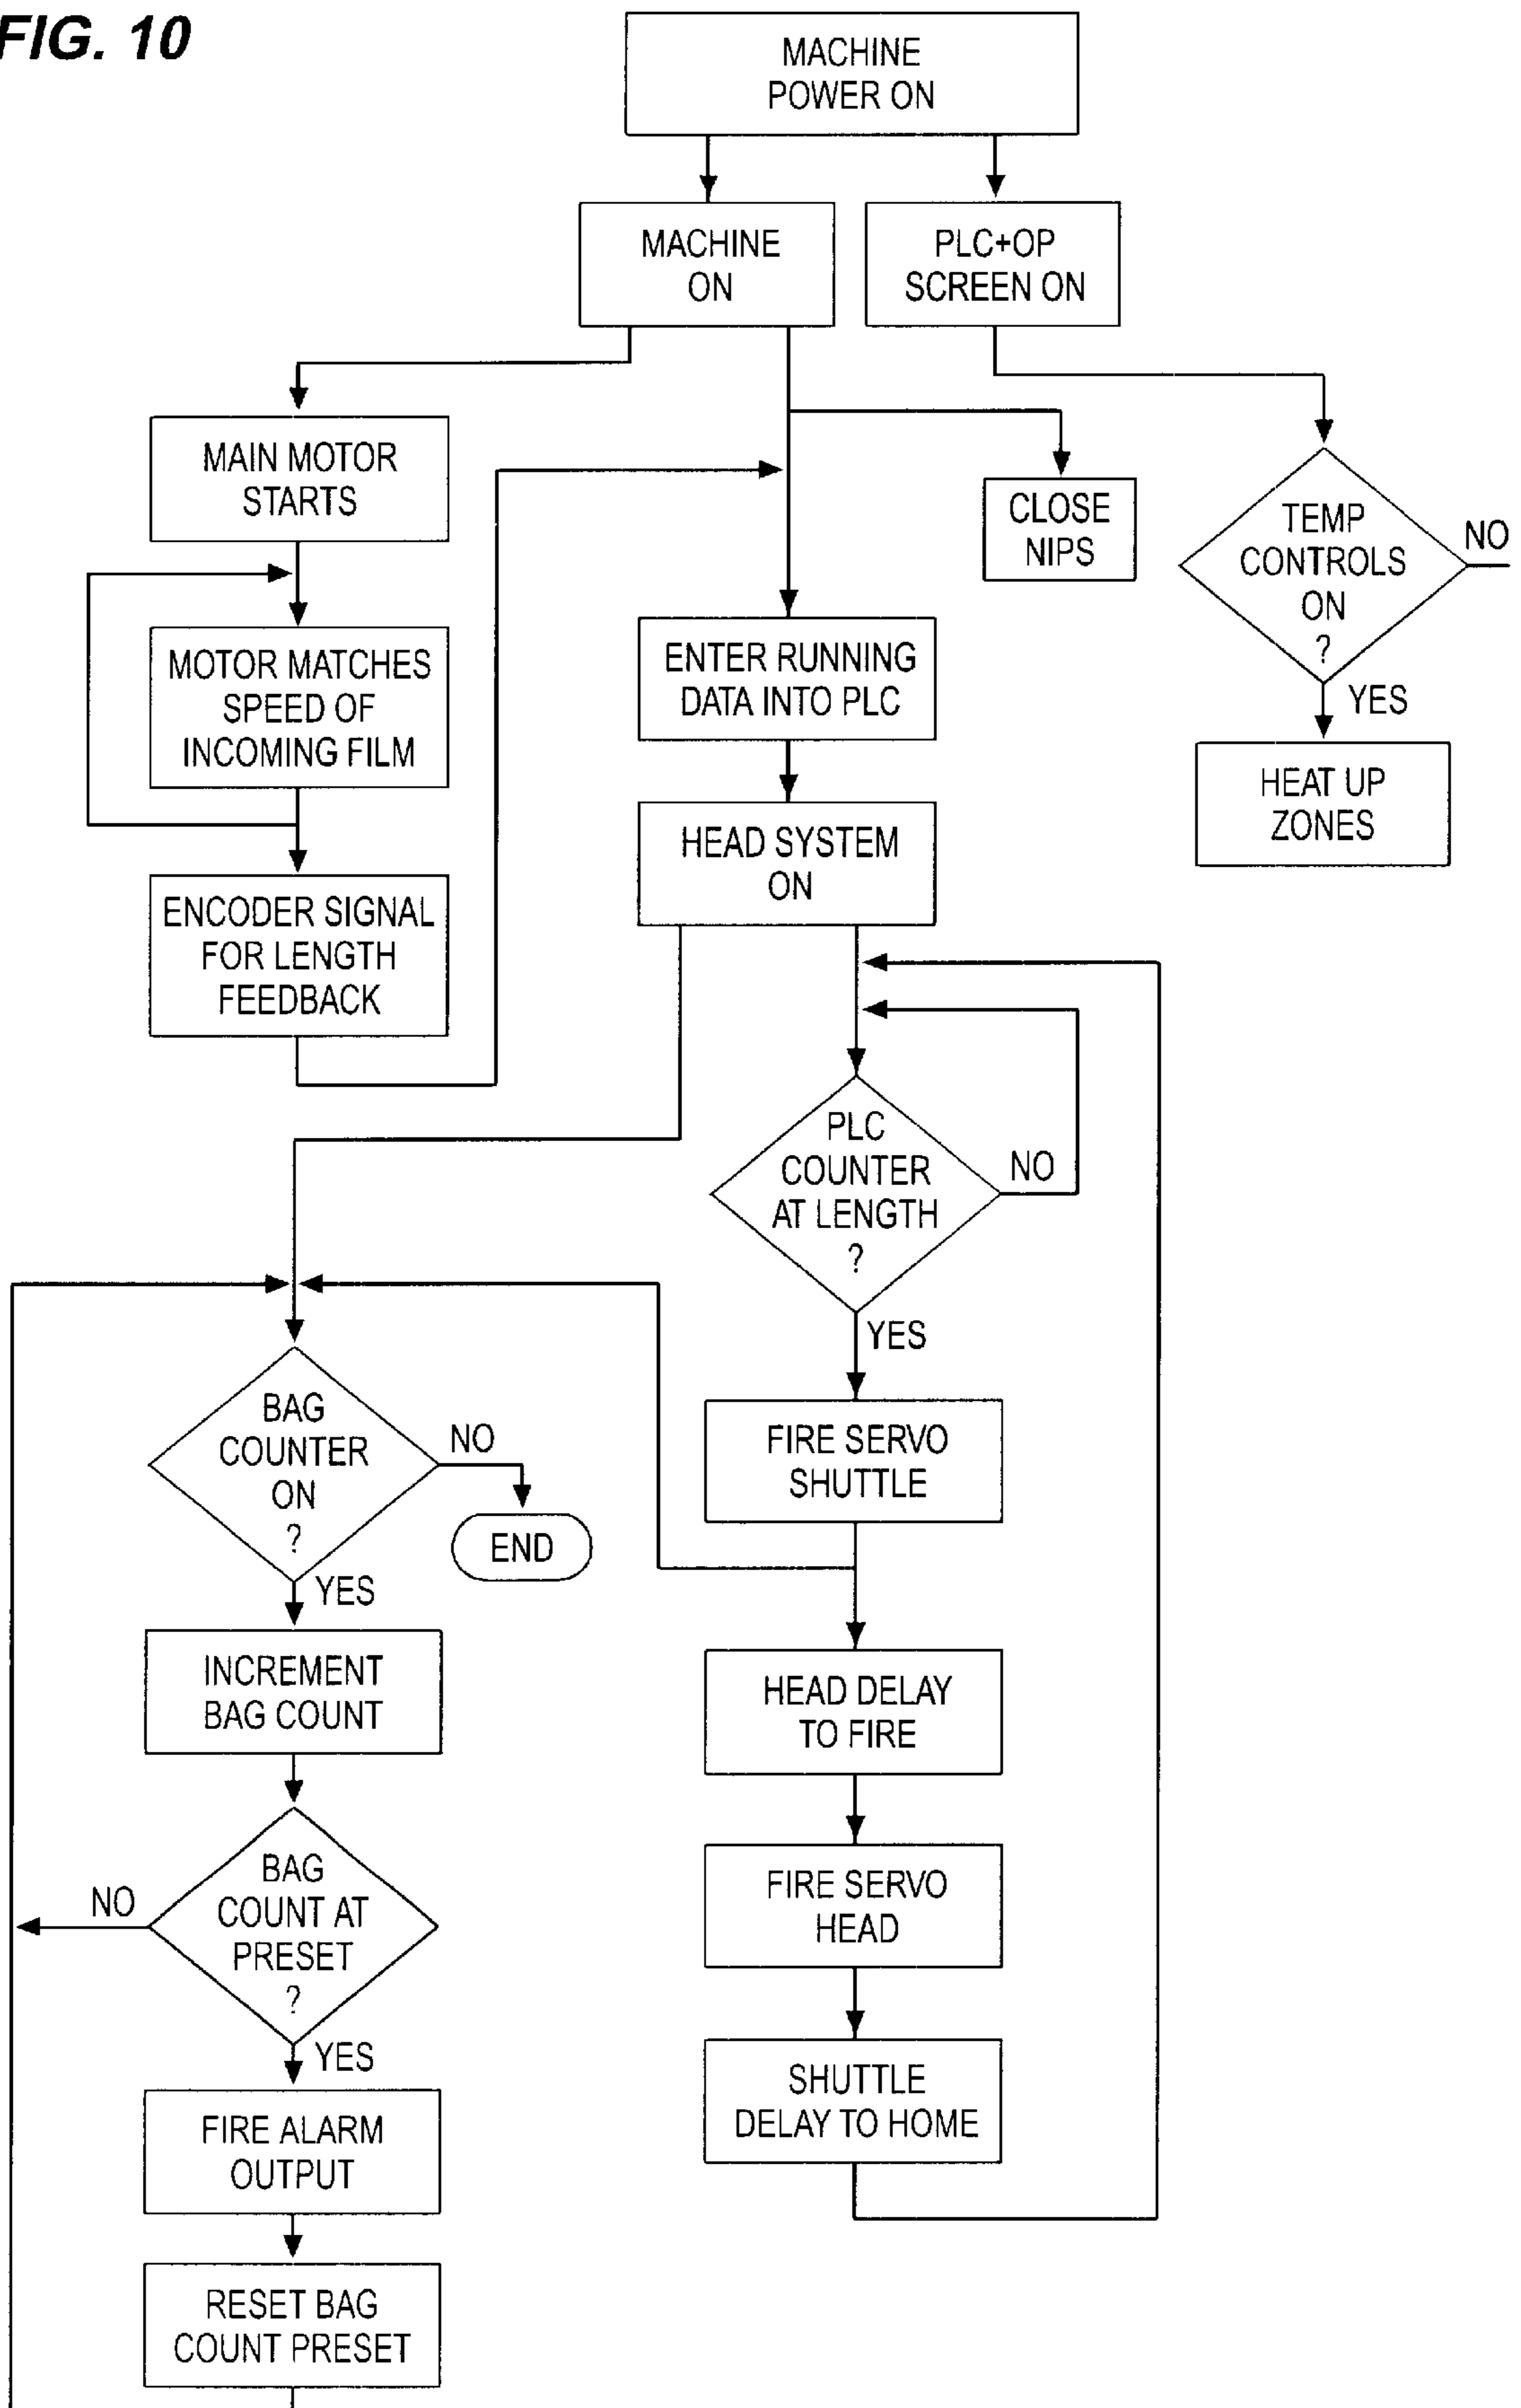 FIG. 10
MACHINE
POWER ON
MACHINE
ON
PLC+OP
SCREEN ON
MAIN MOTOR
STARTS
CLOSE
NIPS
TEMP
CONTROLS
ON
?
NO
YES
MOTOR MATCHES
SPEED OF
INCOMING FILM
ENTER RUNNING
DATA INTO PLC
HEAT UP
ZONES
HEAD SYSTEM
ON
ENCODER SIGNAL
FOR LENGTH
FEEDBACK
PLC
COUNTER
AT LENGTH
?
NO
YES
BAG
COUNTER
ON
?
NO
END
YES
FIRE SERVO
SHUTTLE
INCREMENT
BAG COUNT
HEAD DELAY
TO FIRE
BAG
COUNT AT
PRESET
?
NO
YES
FIRE SERVO
HEAD
SHUTTLE
DELAY TO HOME
FIRE ALARM
OUTPUT
RESET BAG
COUNT PRESET